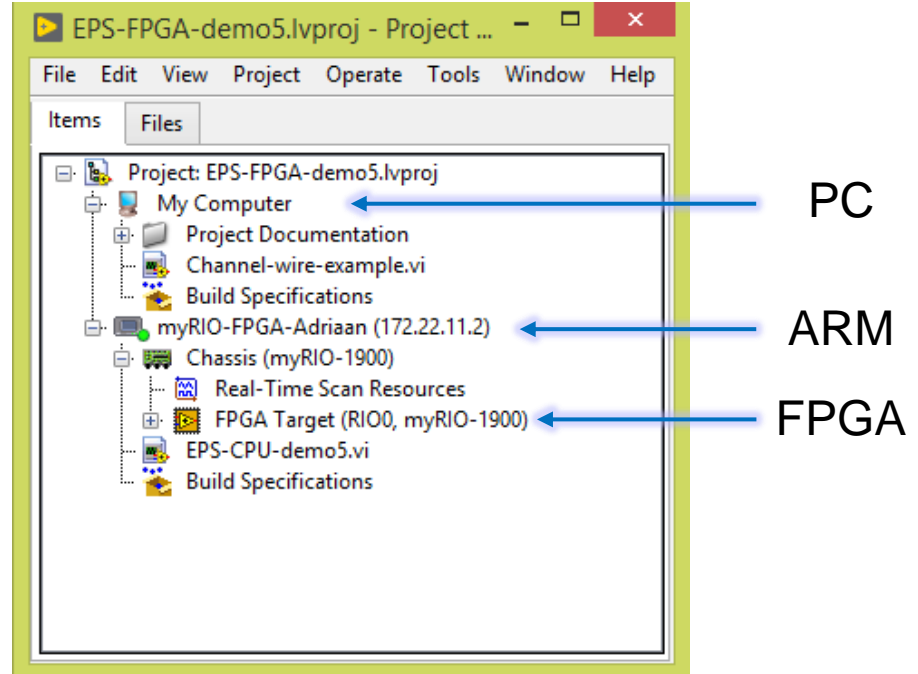 EPS-FPGA-demo5.lvproj - Project ...
File Edit View Project Operate Tools Window Help
Items Files
Project: EPS-FPGA-demo5.lvproj
My Computer PC
Project Documentation
Channel-wire-example.vi
Build Specifications
myRIO-FPGA-Adriaan (172.22.11.2) ARM
Chassis (myRIO-1900)
Real-Time Scan Resources
FPGA Target (RIO0, myRIO-1900) FPGA
EPS-CPU-demo5.vi
Build Specifications